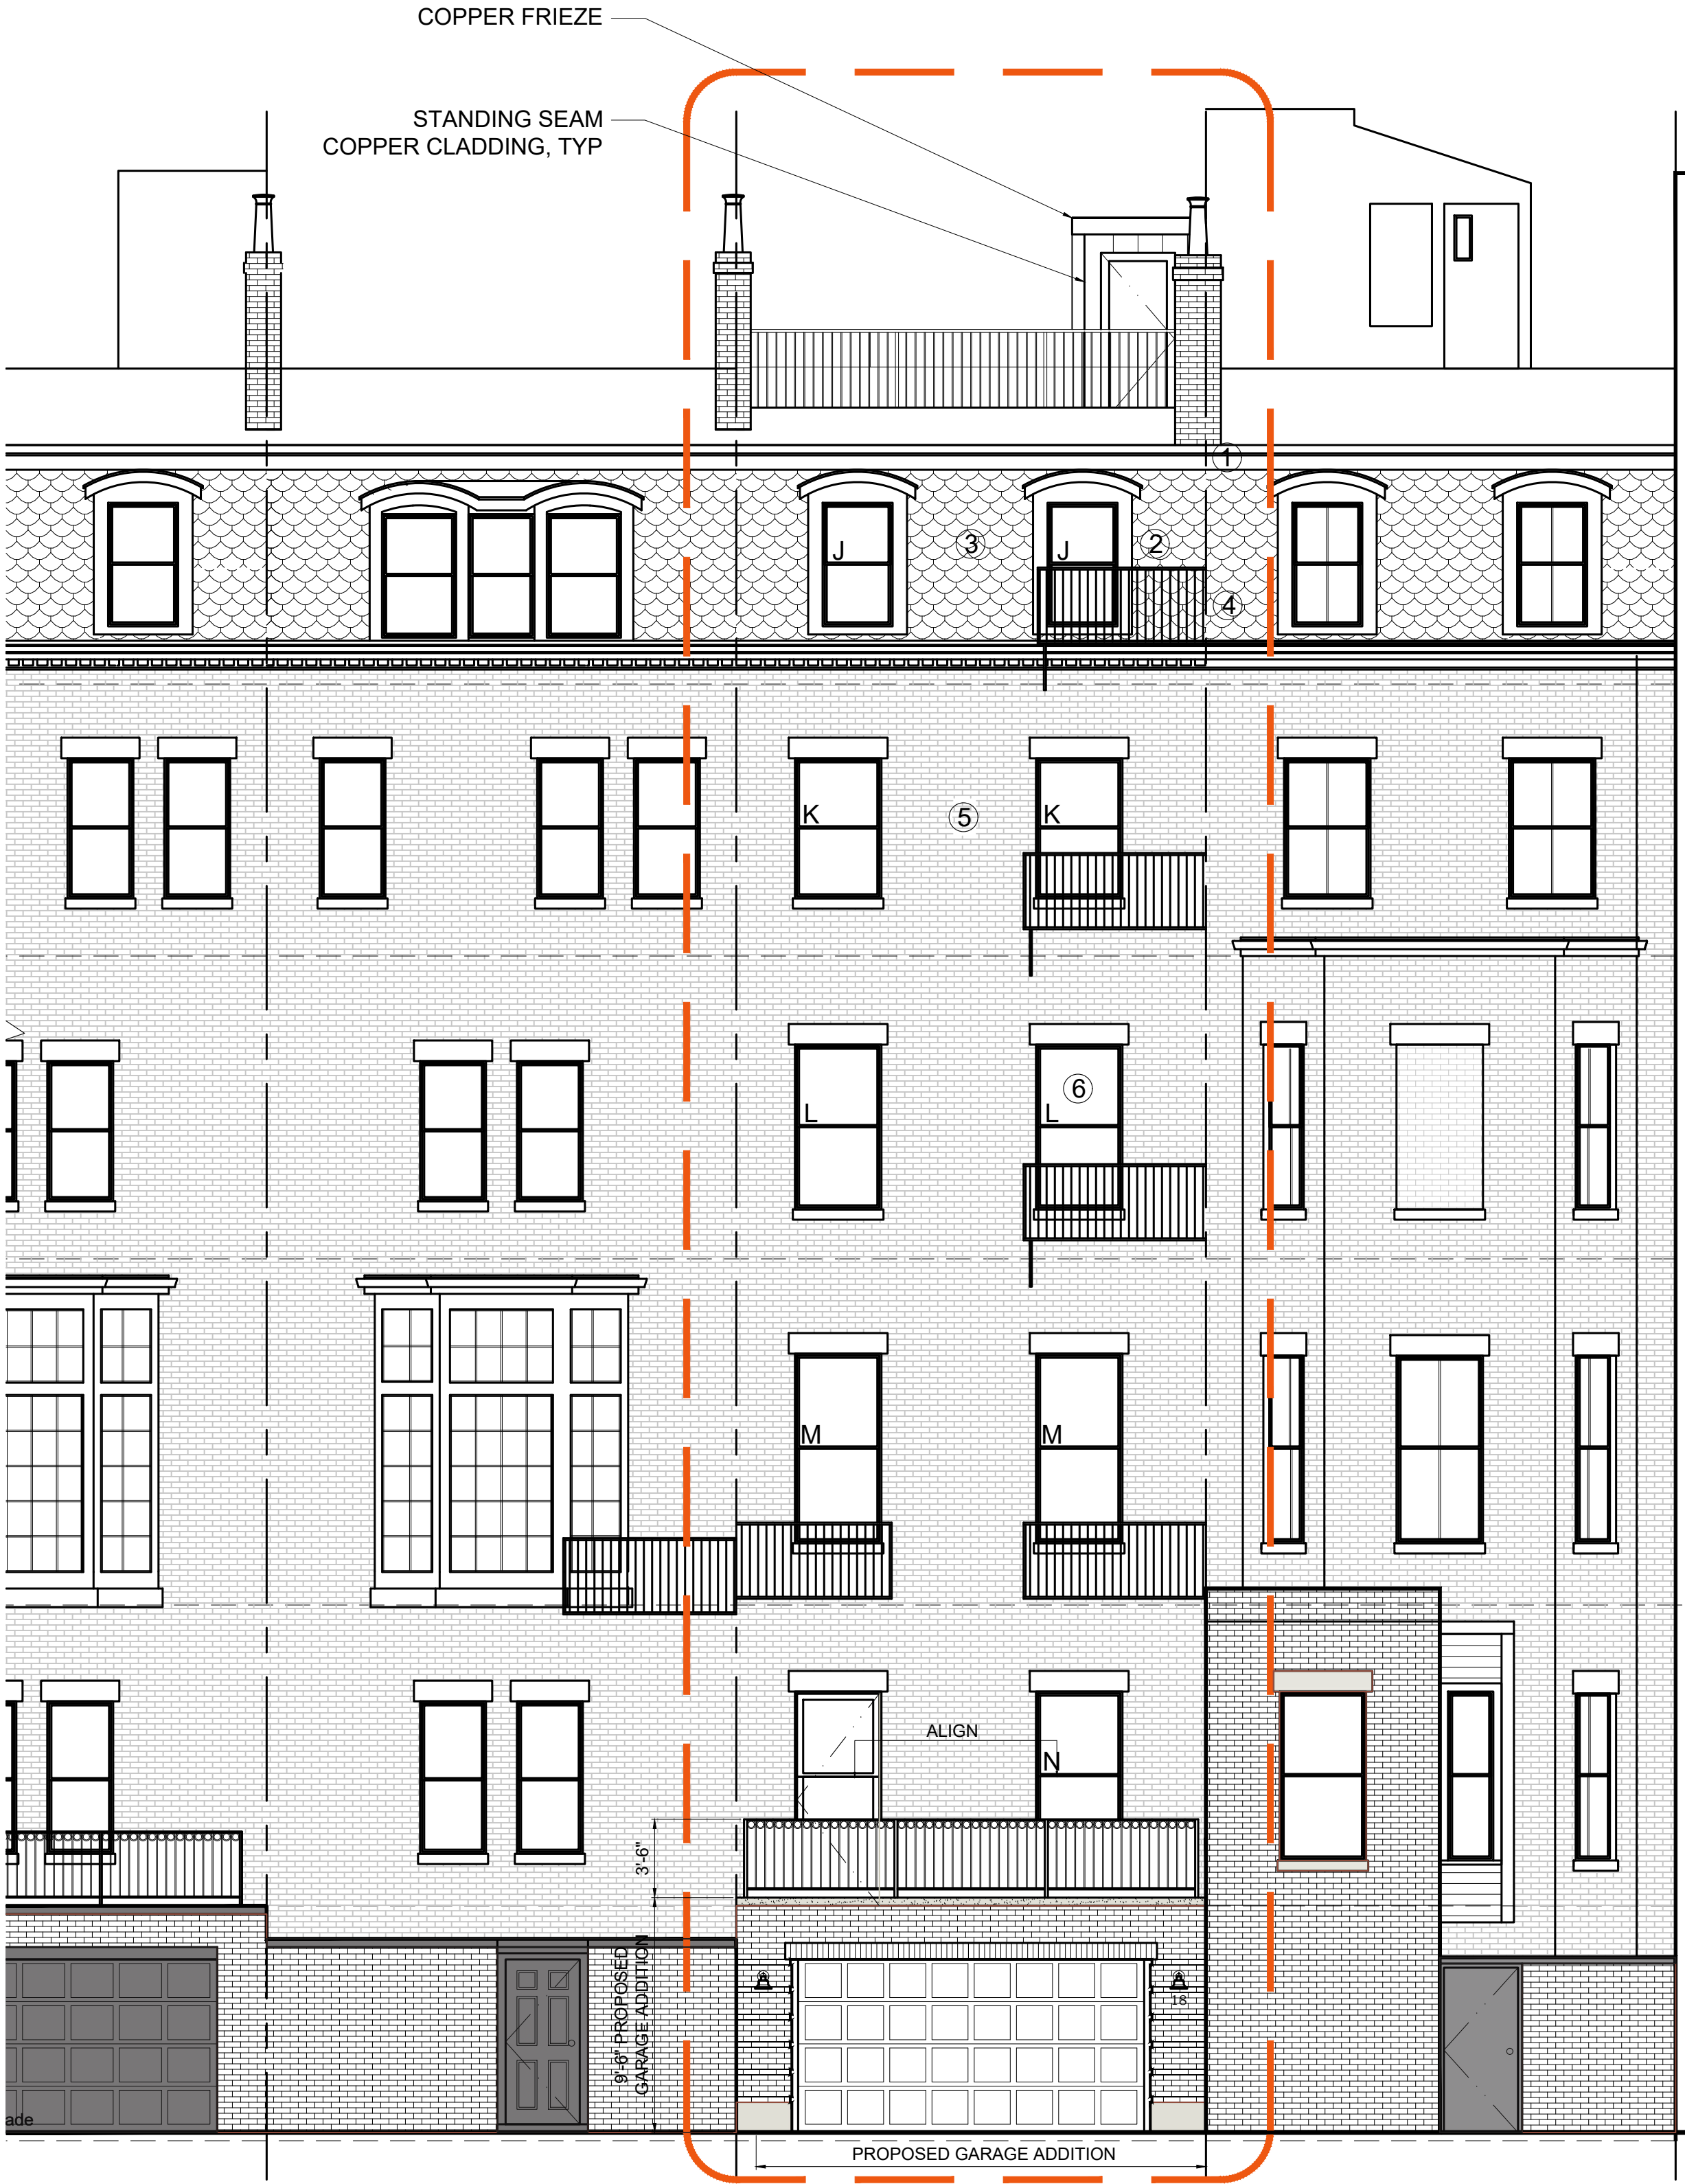 COPPER FRIEZE
STANDING SEAM
COPPER CLADDING, TYP
1
J
3
J
2
4
K
5
K
6
L
L
M
M
ALIGN
N
3'-6"
9'-6" PROPOSED
GARAGE ADDITION
18
ade
PROPOSED GARAGE ADDITION